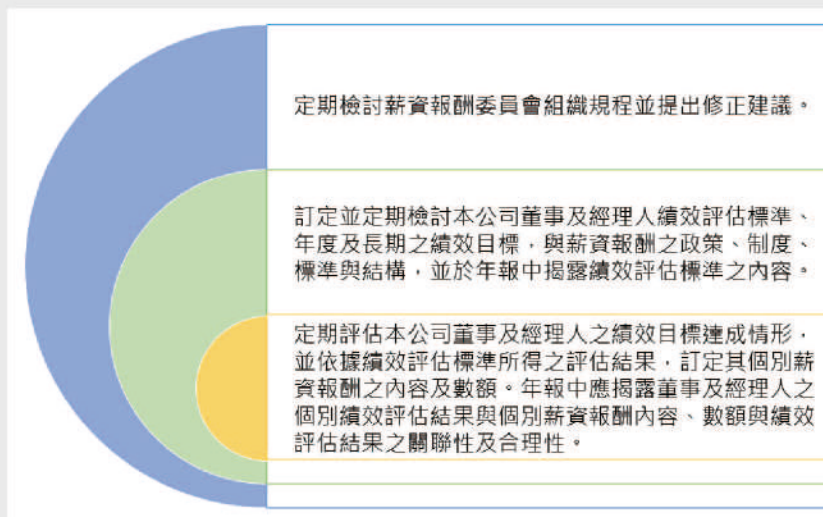 定期檢討薪資報酬委員會組織規程並提出修正建議。
訂定並定期檢討本公司董事及經理人績效評估標準、
年度及長期之績效目標，與薪資報酬之政策、制度、
標準與結構，並於年報中揭露績效評估標準之內容。
定期評估本公司董事及經理人之績效目標達成情形，
並依據績效評估標準所得之評估結果，訂定其個別薪
資報酬之內容及數額。年報中應揭露董事及經理人之
個別績效評估結果與個別薪資報酬內容、數額與績效
評估結果之關聯性及合理性。